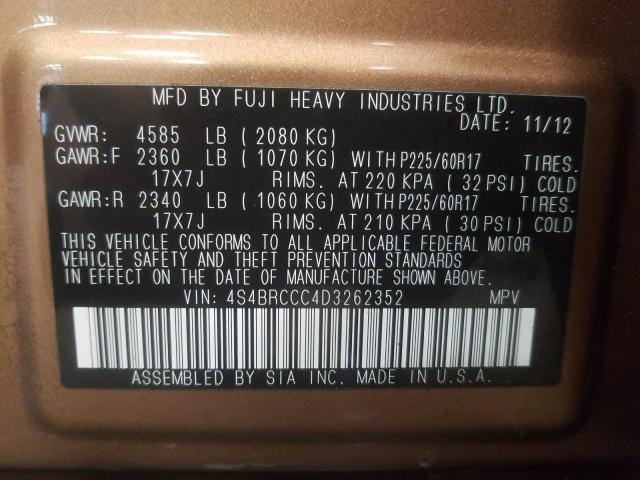 MFD BY FUJI HEAVY INDUSTRIES LTD.
DATE: 11/12
GVWR: 4585 LB ( 2080 KG)
GAWR:F 2360 LB ( 1070 KG) WITH P225/60R17 TIRES.
17X7J RIMS. AT 220 KPA ( 32 PSI) COLD
GAWR:R 2340 LB ( 1060 KG) WITH P225/60R17 TIRES.
17X7J RIMS. AT 210 KPA ( 30 PSI) COLD
THIS VEHICLE CONFORMS TO ALL APPLICABLE FEDERAL MOTOR
VEHICLE SAFETY AND THEFT PREVENTION STANDARDS
IN EFFECT ON THE DATE OF MANUFACTURE SHOWN ABOVE.
VIN: 4S4BRCCC4D3262352 MPV
ASSEMBLED BY SIA INC. MADE IN U.S.A.